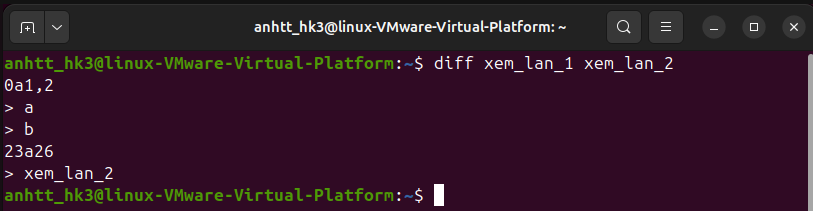 anhtt_hk3@linux-VMware-Virtual-Platform: ~
anhtt_hk3@linux-VMware-Virtual-Platform:~$ diff xem_lan_1 xem_lan_2
0a1,2
> a
> b
23a26
> xem_lan_2
anhtt_hk3@linux-VMware-Virtual-Platform:~$